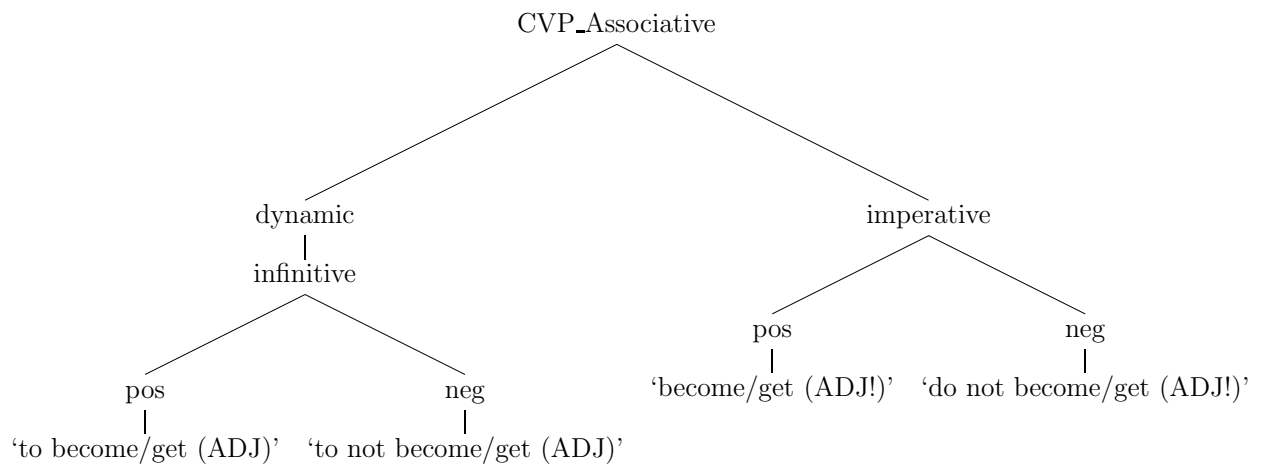 CVP_Associative
dynamic
imperative
infinitive
pos
neg
‘become/get (ADJ!)’
‘do not become/get (ADJ!)’
pos
neg
‘to become/get (ADJ)’
‘to not become/get (ADJ)’